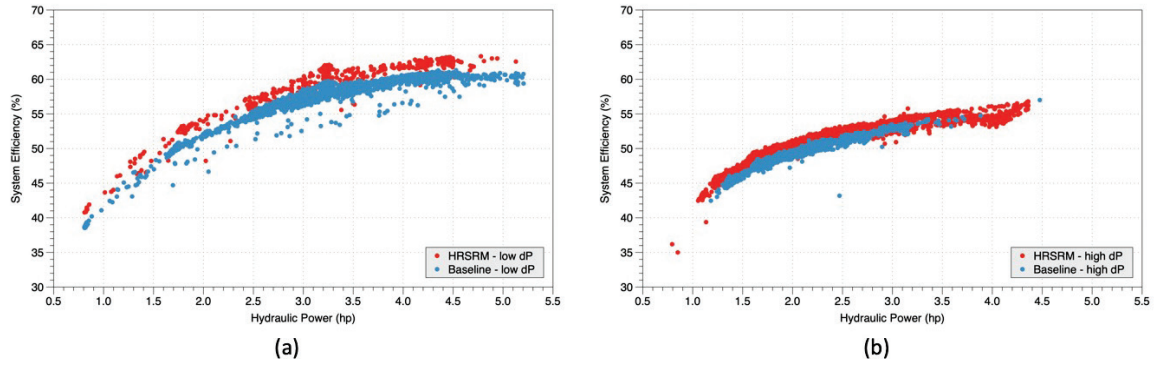 70
65
60
55
50
45
40
35
30
System Efficiency (%)
0.5 1.0 1.5 2.0 2.5 3.0 3.5 4.0 4.5 5.0 5.5
Hydraulic Power (hp)
HRSRM - low dP
Baseline - low dP
(a)
70
65
60
55
50
45
40
35
30
System Efficiency (%)
0.5 1.0 1.5 2.0 2.5 3.0 3.5 4.0 4.5 5.0 5.5
Hydraulic Power (hp)
HRSRM - high dP
Baseline - high dP
(b)